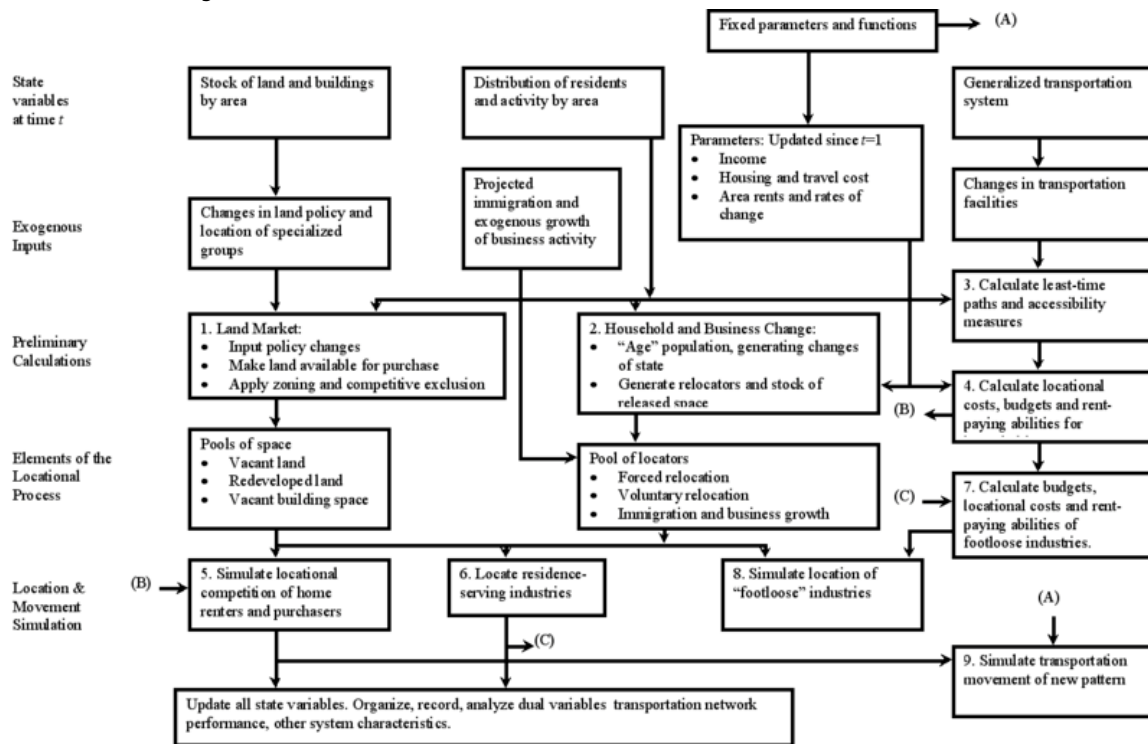 Fixed parameters and functions
(A)
State
variables
at time t
Stock of land and buildings
by area
Distribution of residents
and activity by area
Generalized transportation
system
Parameters: Updated since t=1
• Income
• Housing and travel cost
• Area rents and rates of
change
Projected
immigration and
exogenous growth
of business activity
Changes in transportation
facilities
Exogenous
Inputs
Changes in land policy and
location of specialized
groups
3. Calculate least-time
paths and accessibility
measures
Preliminary
Calculations
1. Land Market:
• Input policy changes
• Make land available for purchase
• Apply zoning and competitive exclusion
2. Household and Business Change:
• “Age” population, generating changes
of state
• Generate relocators and stock of
released space
4. Calculate locational
costs, budgets and rent-
paying abilities for
(B)
Elements of the
Locational
Process
Pools of space
• Vacant land
• Redeveloped land
• Vacant building space
Pool of locators
• Forced relocation
• Voluntary relocation
• Immigration and business growth
(C)
7. Calculate budgets,
locational costs and rent-
paying abilities of
footloose industries.
Location &
Movement
Simulation
(B)
5. Simulate locational
competition of home
renters and purchasers
6. Locate residence-
serving industries
8. Simulate location of
“footloose” industries
(A)
(C)
9. Simulate transportation
movement of new pattern
Update all state variables. Organize, record, analyze dual variables transportation network
performance, other system characteristics.